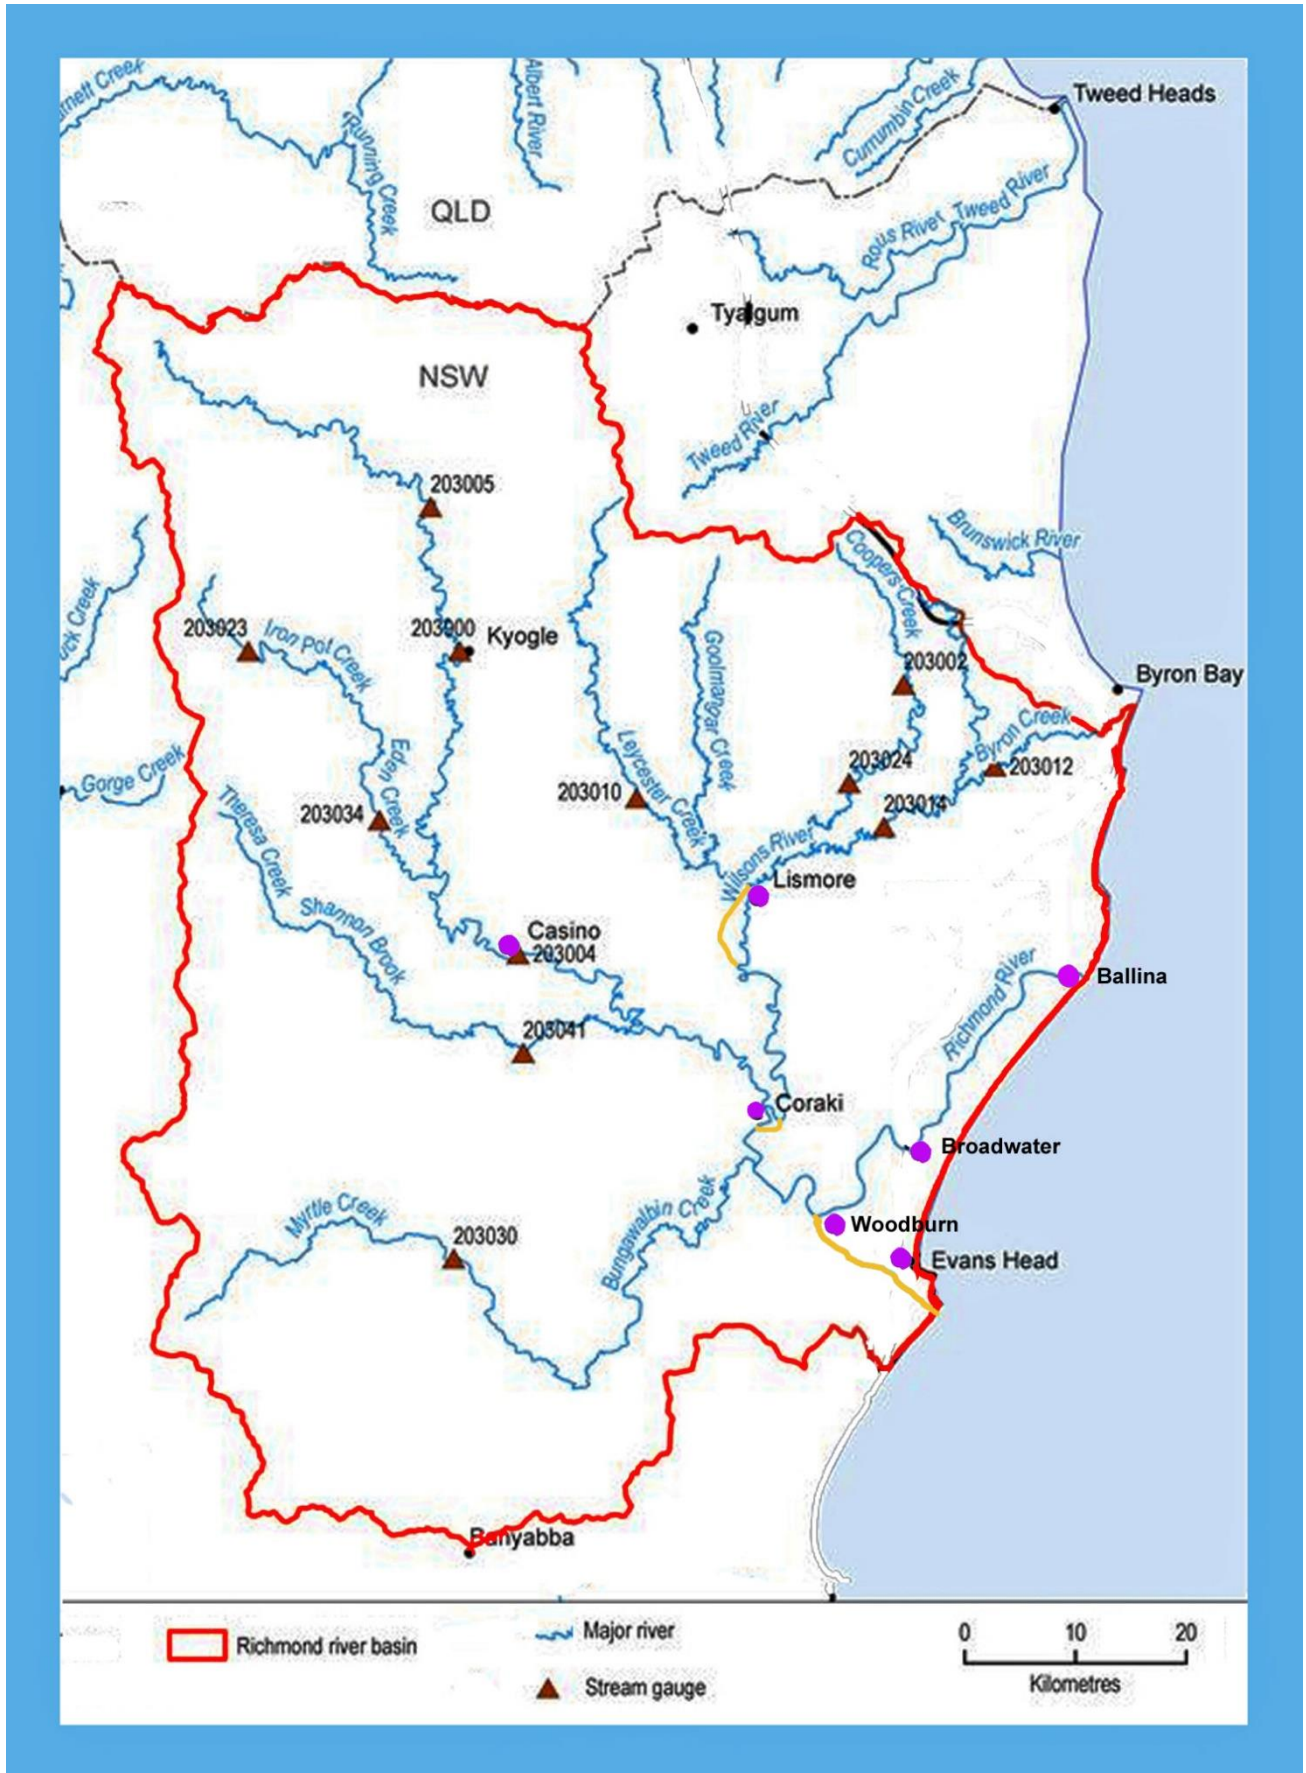 Tweed Heads
Albert River
Currumbin Creek
Running Creek
QLD
Rous River
Tweed River
Tyalgum
NSW
Tweed River
203005
Brunswick River
Coopers Creek
203023
Iron Pot Creek
203000
Kyogle
Goolmangar Creek
203002
Byron Bay
Byron Creek
Gorge Creek
Eden Creek
Leycester Creek
203024
203012
203010
203014
203034
Theresa Creek
Wilsons River
Lismore
Shannon Brook
Casino
203004
Richmond River
Ballina
203041
Coraki
Broadwater
Myrtle Creek
Bungawalbin Creek
Woodburn
203030
Evans Head
Banyabba
Richmond river basin
Major river
Stream gauge
0 10 20
Kilometres